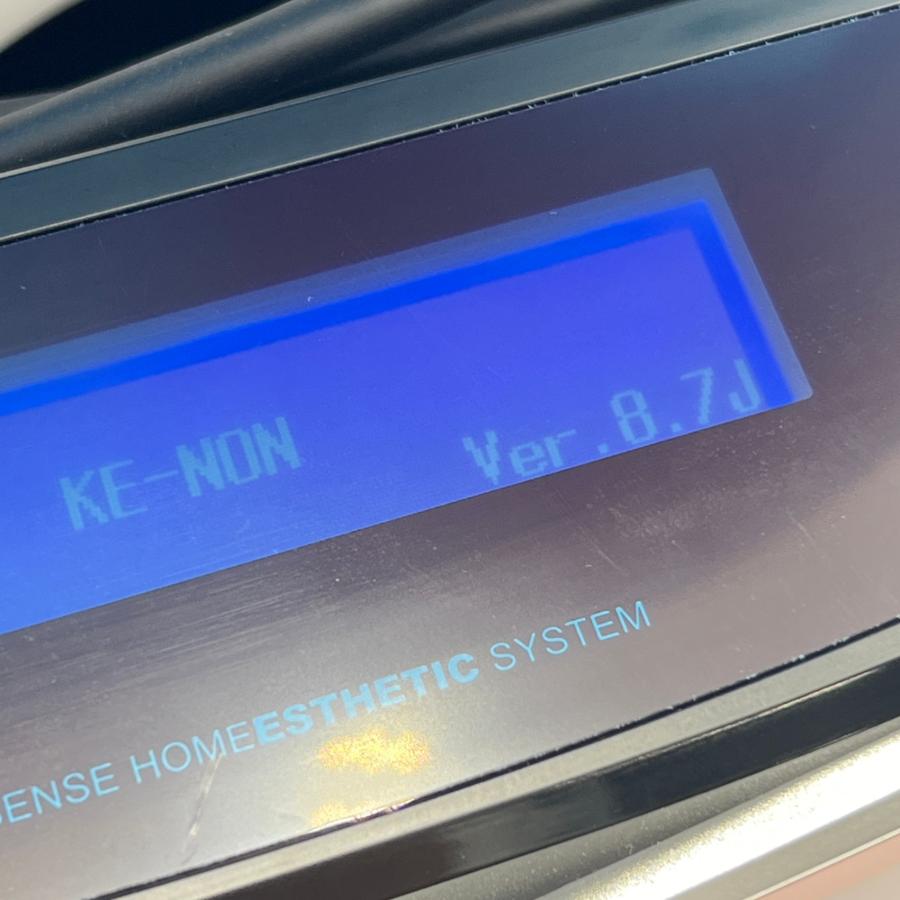 KE-NON Ver.8.7J
SENSE HOMEESTHETIC SYSTEM